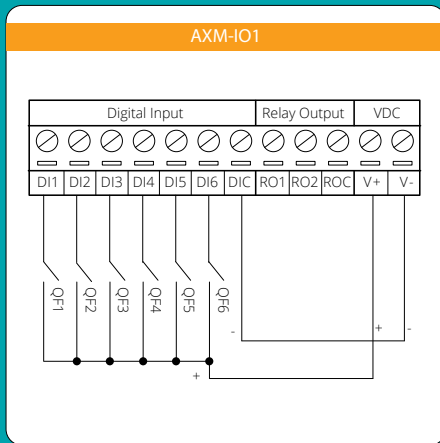 AXM-IO1
Digital Input Relay Output VDC
DI1 DI2 DI3 DI4 DI5 DI6 DIC RO1 RO2 ROC V+ V-
QF1 QF2 QF3 QF4 QF5 QF6
- + -
+